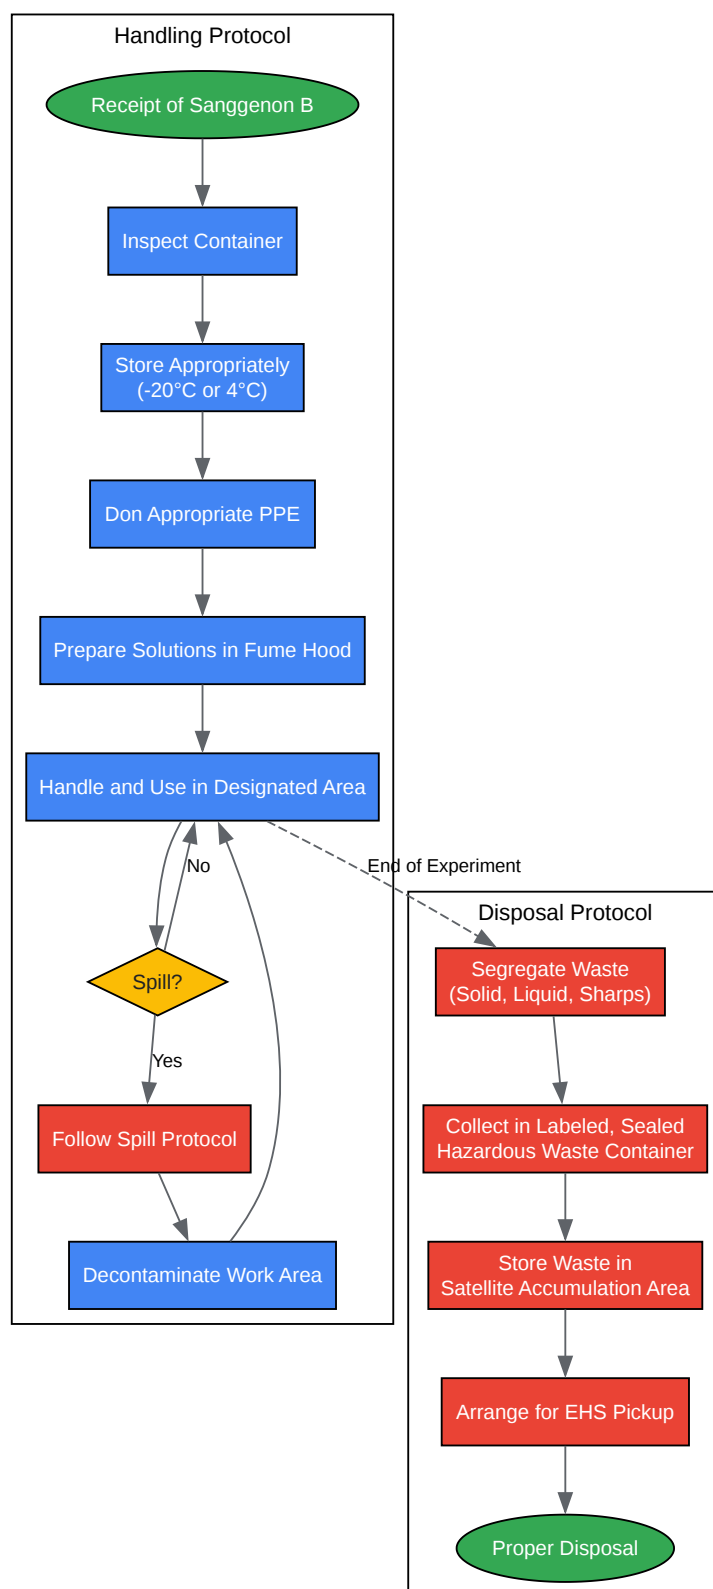 Handling Protocol
Receipt of Sanggenon B
Inspect Container
Store Appropriately
(-20°C or 4°C)
Don Appropriate PPE
Prepare Solutions in Fume Hood
Handle and Use in Designated Area
No
End of Experiment
Spill?
Yes
Follow Spill Protocol
Decontaminate Work Area
Disposal Protocol
Segregate Waste
(Solid, Liquid, Sharps)
Collect in Labeled, Sealed
Hazardous Waste Container
Store Waste in
Satellite Accumulation Area
Arrange for EHS Pickup
Proper Disposal